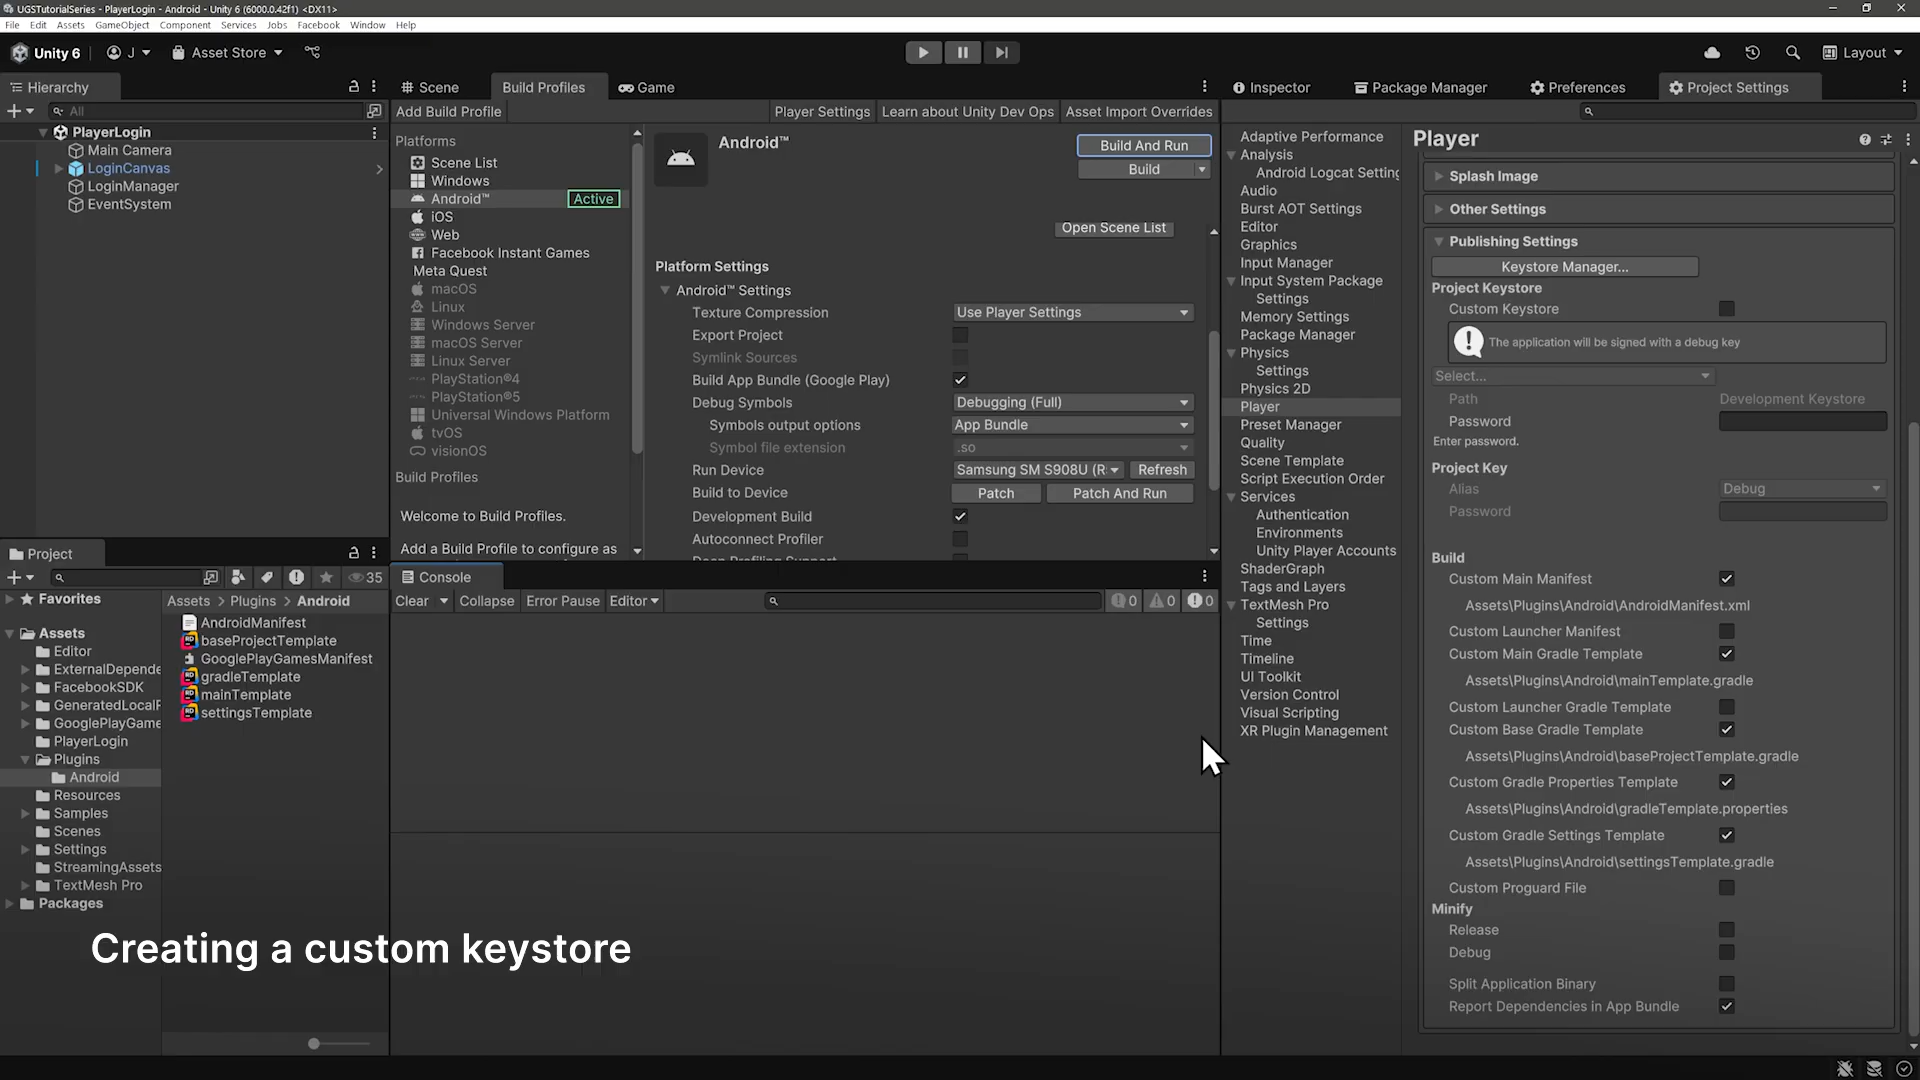 UGSTutorialSeries - PlayerLogin - Android - Unity 6 (6000.0.42f1) <DX11>
File Edit Assets GameObject Component Services Jobs Facebook Window Help
Unity 6 J Asset Store Layout
Hierarchy
All
PlayerLogin
Main Camera
LoginCanvas
LoginManager
EventSystem
Scene Build Profiles Game
Add Build Profile Player Settings Learn about Unity Dev Ops Asset Import Overrides
Platforms
Scene List
Windows
Android™ Active
iOS
Web
Facebook Instant Games
Meta Quest
macOS
Linux
Windows Server
macOS Server
Linux Server
PlayStation®4
PlayStation®5
Universal Windows Platform
tvOS
visionOS
Build Profiles
Welcome to Build Profiles.
Add a Build Profile to configure as
Android™
Build And Run
Build
Open Scene List
Platform Settings
Android™ Settings
Texture Compression Use Player Settings
Export Project
Symlink Sources
Build App Bundle (Google Play)
Debug Symbols Debugging (Full)
Symbols output options App Bundle
Symbol file extension .so
Run Device Samsung SM S908U (R Refresh
Build to Device Patch Patch And Run
Development Build
Autoconnect Profiler
Deep Profiling Support
Inspector Package Manager Preferences Project Settings
Adaptive Performance
Analysis
Android Logcat Setting
Audio
Burst AOT Settings
Editor
Graphics
Input Manager
Input System Package
Settings
Memory Settings
Package Manager
Physics
Settings
Physics 2D
Player
Preset Manager
Quality
Scene Template
Script Execution Order
Services
Authentication
Environments
Unity Player Accounts
ShaderGraph
Tags and Layers
TextMesh Pro
Settings
Time
Timeline
UI Toolkit
Version Control
Visual Scripting
XR Plugin Management
Player
Splash Image
Other Settings
Publishing Settings
Keystore Manager...
Project Keystore
Custom Keystore
The application will be signed with a debug key
Select...
Path Development Keystore
Password
Enter password.
Project Key
Alias Debug
Password
Build
Custom Main Manifest
Assets\Plugins\Android\AndroidManifest.xml
Custom Launcher Manifest
Custom Main Gradle Template
Assets\Plugins\Android\mainTemplate.gradle
Custom Launcher Gradle Template
Custom Base Gradle Template
Assets\Plugins\Android\baseProjectTemplate.gradle
Custom Gradle Properties Template
Assets\Plugins\Android\gradleTemplate.properties
Custom Gradle Settings Template
Assets\Plugins\Android\settingsTemplate.gradle
Custom Proguard File
Minify
Release
Debug
Split Application Binary
Report Dependencies in App Bundle
Project
35
Favorites
Assets
Editor
ExternalDepende
FacebookSDK
GeneratedLocalF
GooglePlayGame
PlayerLogin
Plugins
Android
Resources
Samples
Scenes
Settings
StreamingAssets
TextMesh Pro
Packages
Assets > Plugins > Android
AndroidManifest
baseProjectTemplate
GooglePlayGamesManifest
gradleTemplate
mainTemplate
settingsTemplate
Console
Clear Collapse Error Pause Editor 0 0 0
Creating a custom keystore